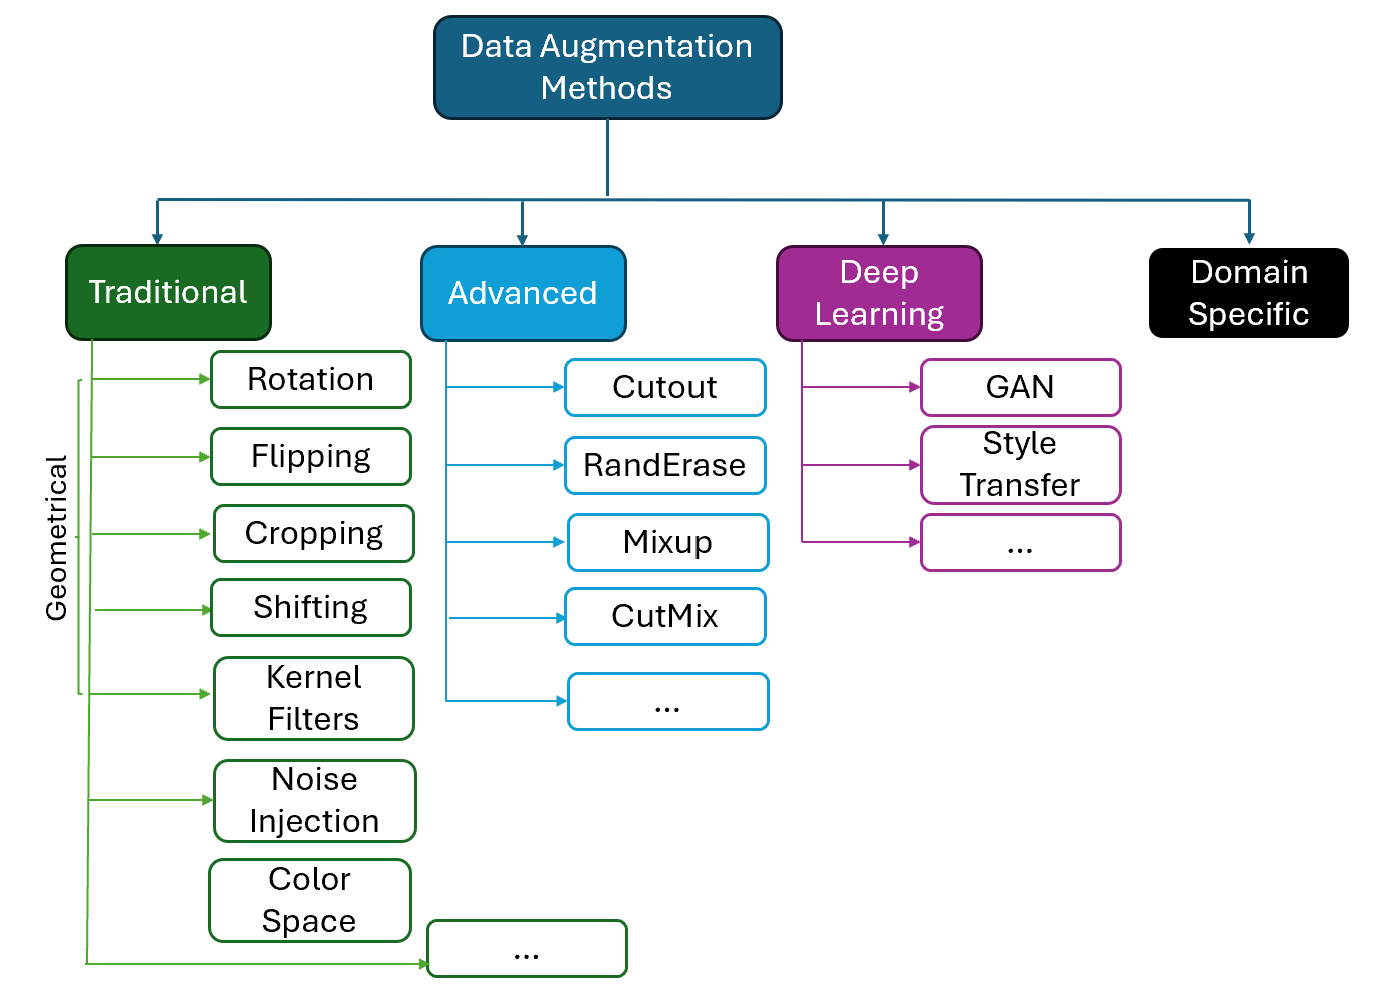 Data Augmentation
Methods
Traditional
Advanced
Deep
Learning
Domain
Specific
Geometrical
Rotation
Flipping
Cropping
Shifting
Kernel
Filters
Noise
Injection
Color
Space
...
Cutout
RandErase
Mixup
CutMix
...
GAN
Style
Transfer
...